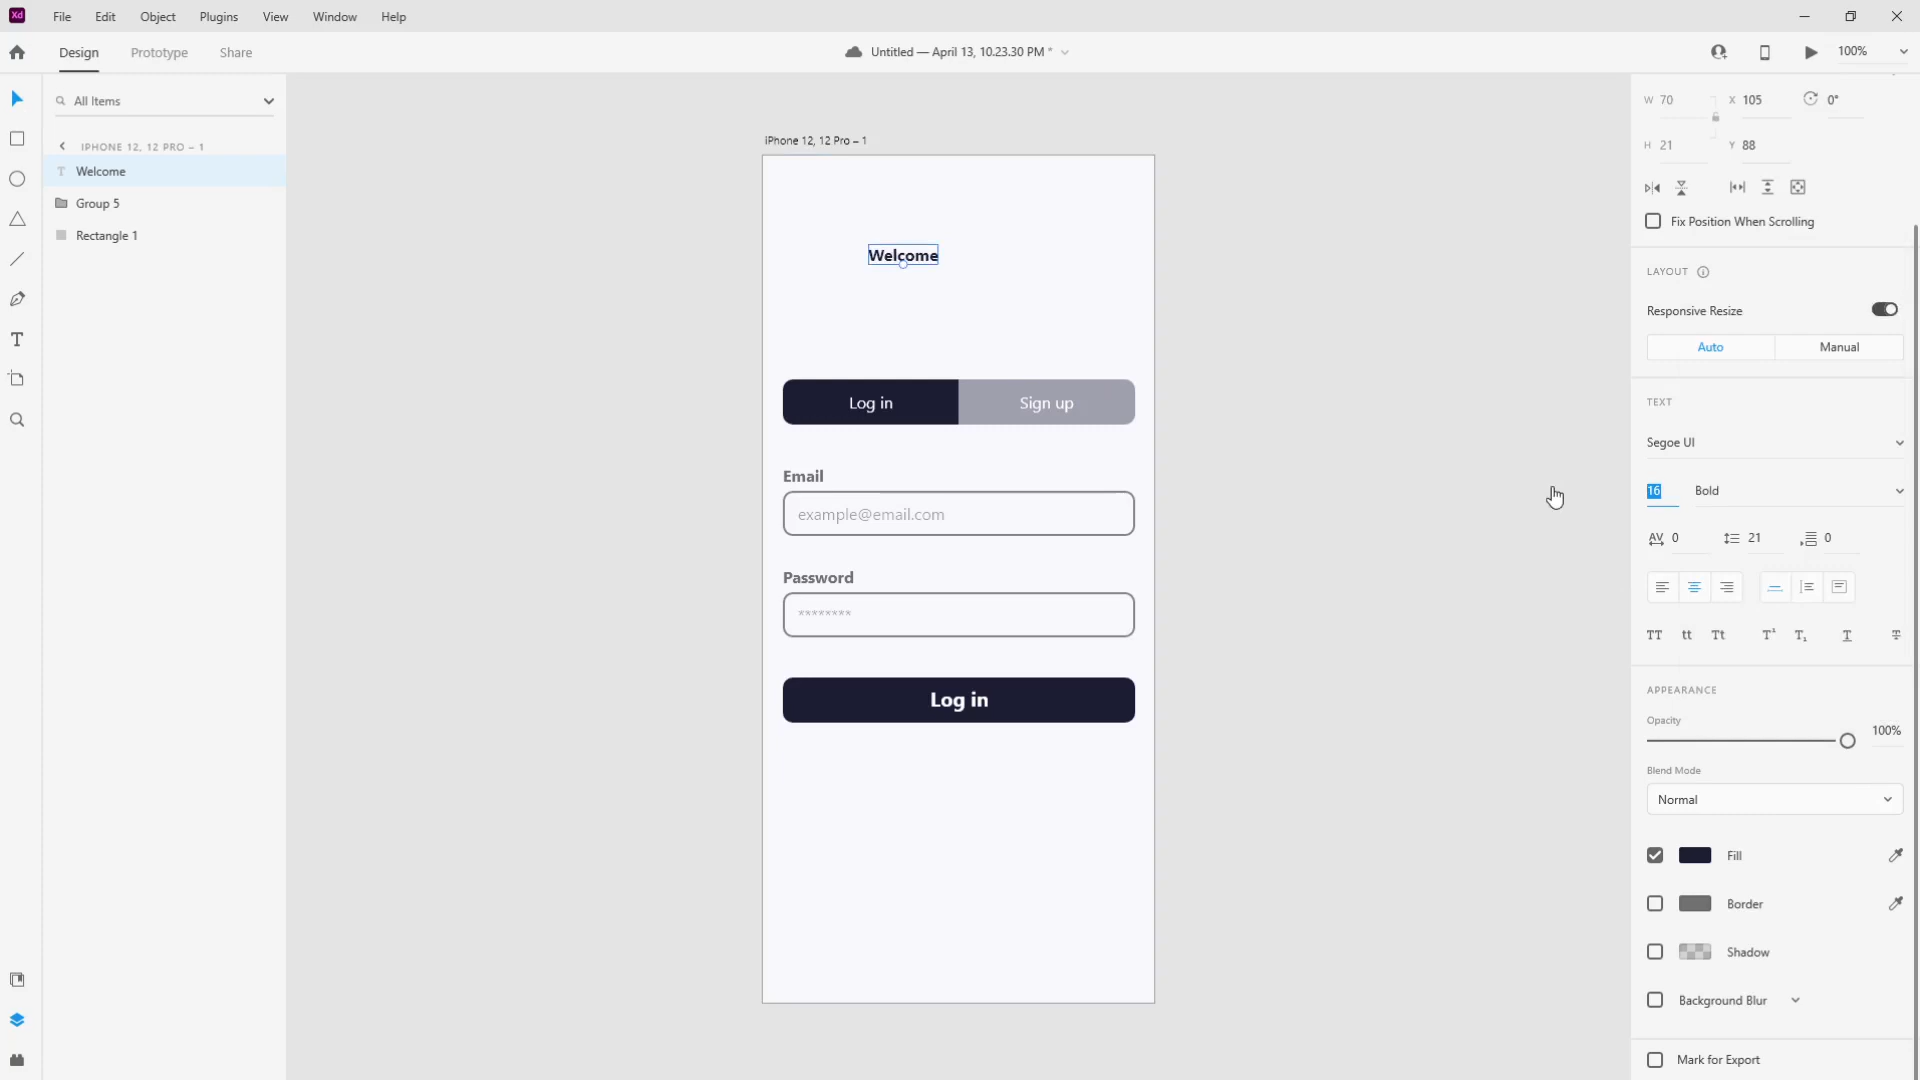 Xd File Edit Object Plugins View Window Help
Design Prototype Share Untitled — April 13, 10.23.30 PM * 100%
All Items
IPHONE 12, 12 PRO – 1
T Welcome
Group 5
Rectangle 1
iPhone 12, 12 Pro – 1
Welcome
Log in Sign up
Email
example@email.com
Password
********
Log in
W 70 X 105 0°
H 21 Y 88
Fix Position When Scrolling
LAYOUT
Responsive Resize
Auto Manual
TEXT
Segoe UI
16 Bold
AV 0 21 0
TT tt Tt T¹ T₁ T T
APPEARANCE
Opacity
100%
Blend Mode
Normal
Fill
Border
Shadow
Background Blur
Mark for Export